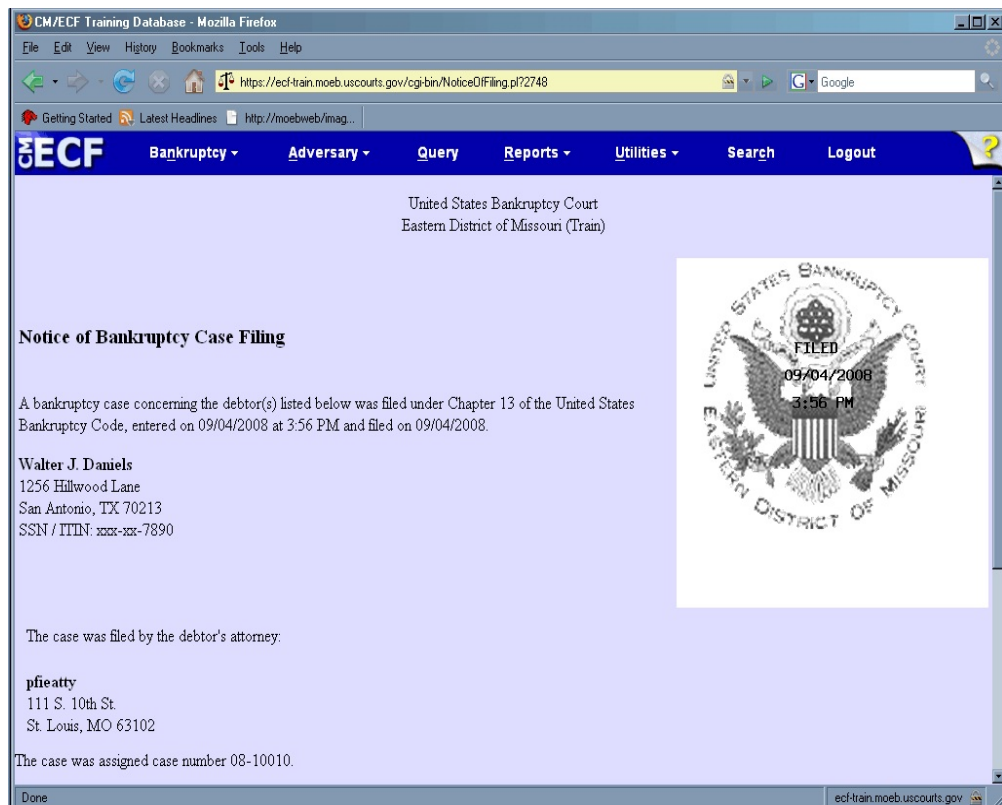 CM/ECF Training Database - Mozilla Firefox
File Edit View History Bookmarks Tools Help
https://ecf-train.moeb.uscourts.gov/cgi-bin/NoticeOfFiling.pl?2748
G Google
Getting Started Latest Headlines http://moebweb/imag...
CM ECF Bankruptcy Adversary Query Reports Utilities Search Logout ?
United States Bankruptcy Court
Eastern District of Missouri (Train)
UNITED STATES BANKRUPTCY COURT
EASTERN DISTRICT OF MISSOURI
FILED
09/04/2008
3:56 PM
Notice of Bankruptcy Case Filing
A bankruptcy case concerning the debtor(s) listed below was filed under Chapter 13 of the United States
Bankruptcy Code, entered on 09/04/2008 at 3:56 PM and filed on 09/04/2008.
Walter J. Daniels
1256 Hillwood Lane
San Antonio, TX 70213
SSN / ITIN: xxx-xx-7890
The case was filed by the debtor's attorney:
pfieatty
111 S. 10th St.
St. Louis, MO 63102
The case was assigned case number 08-10010.
Done ecf-train.moeb.uscourts.gov